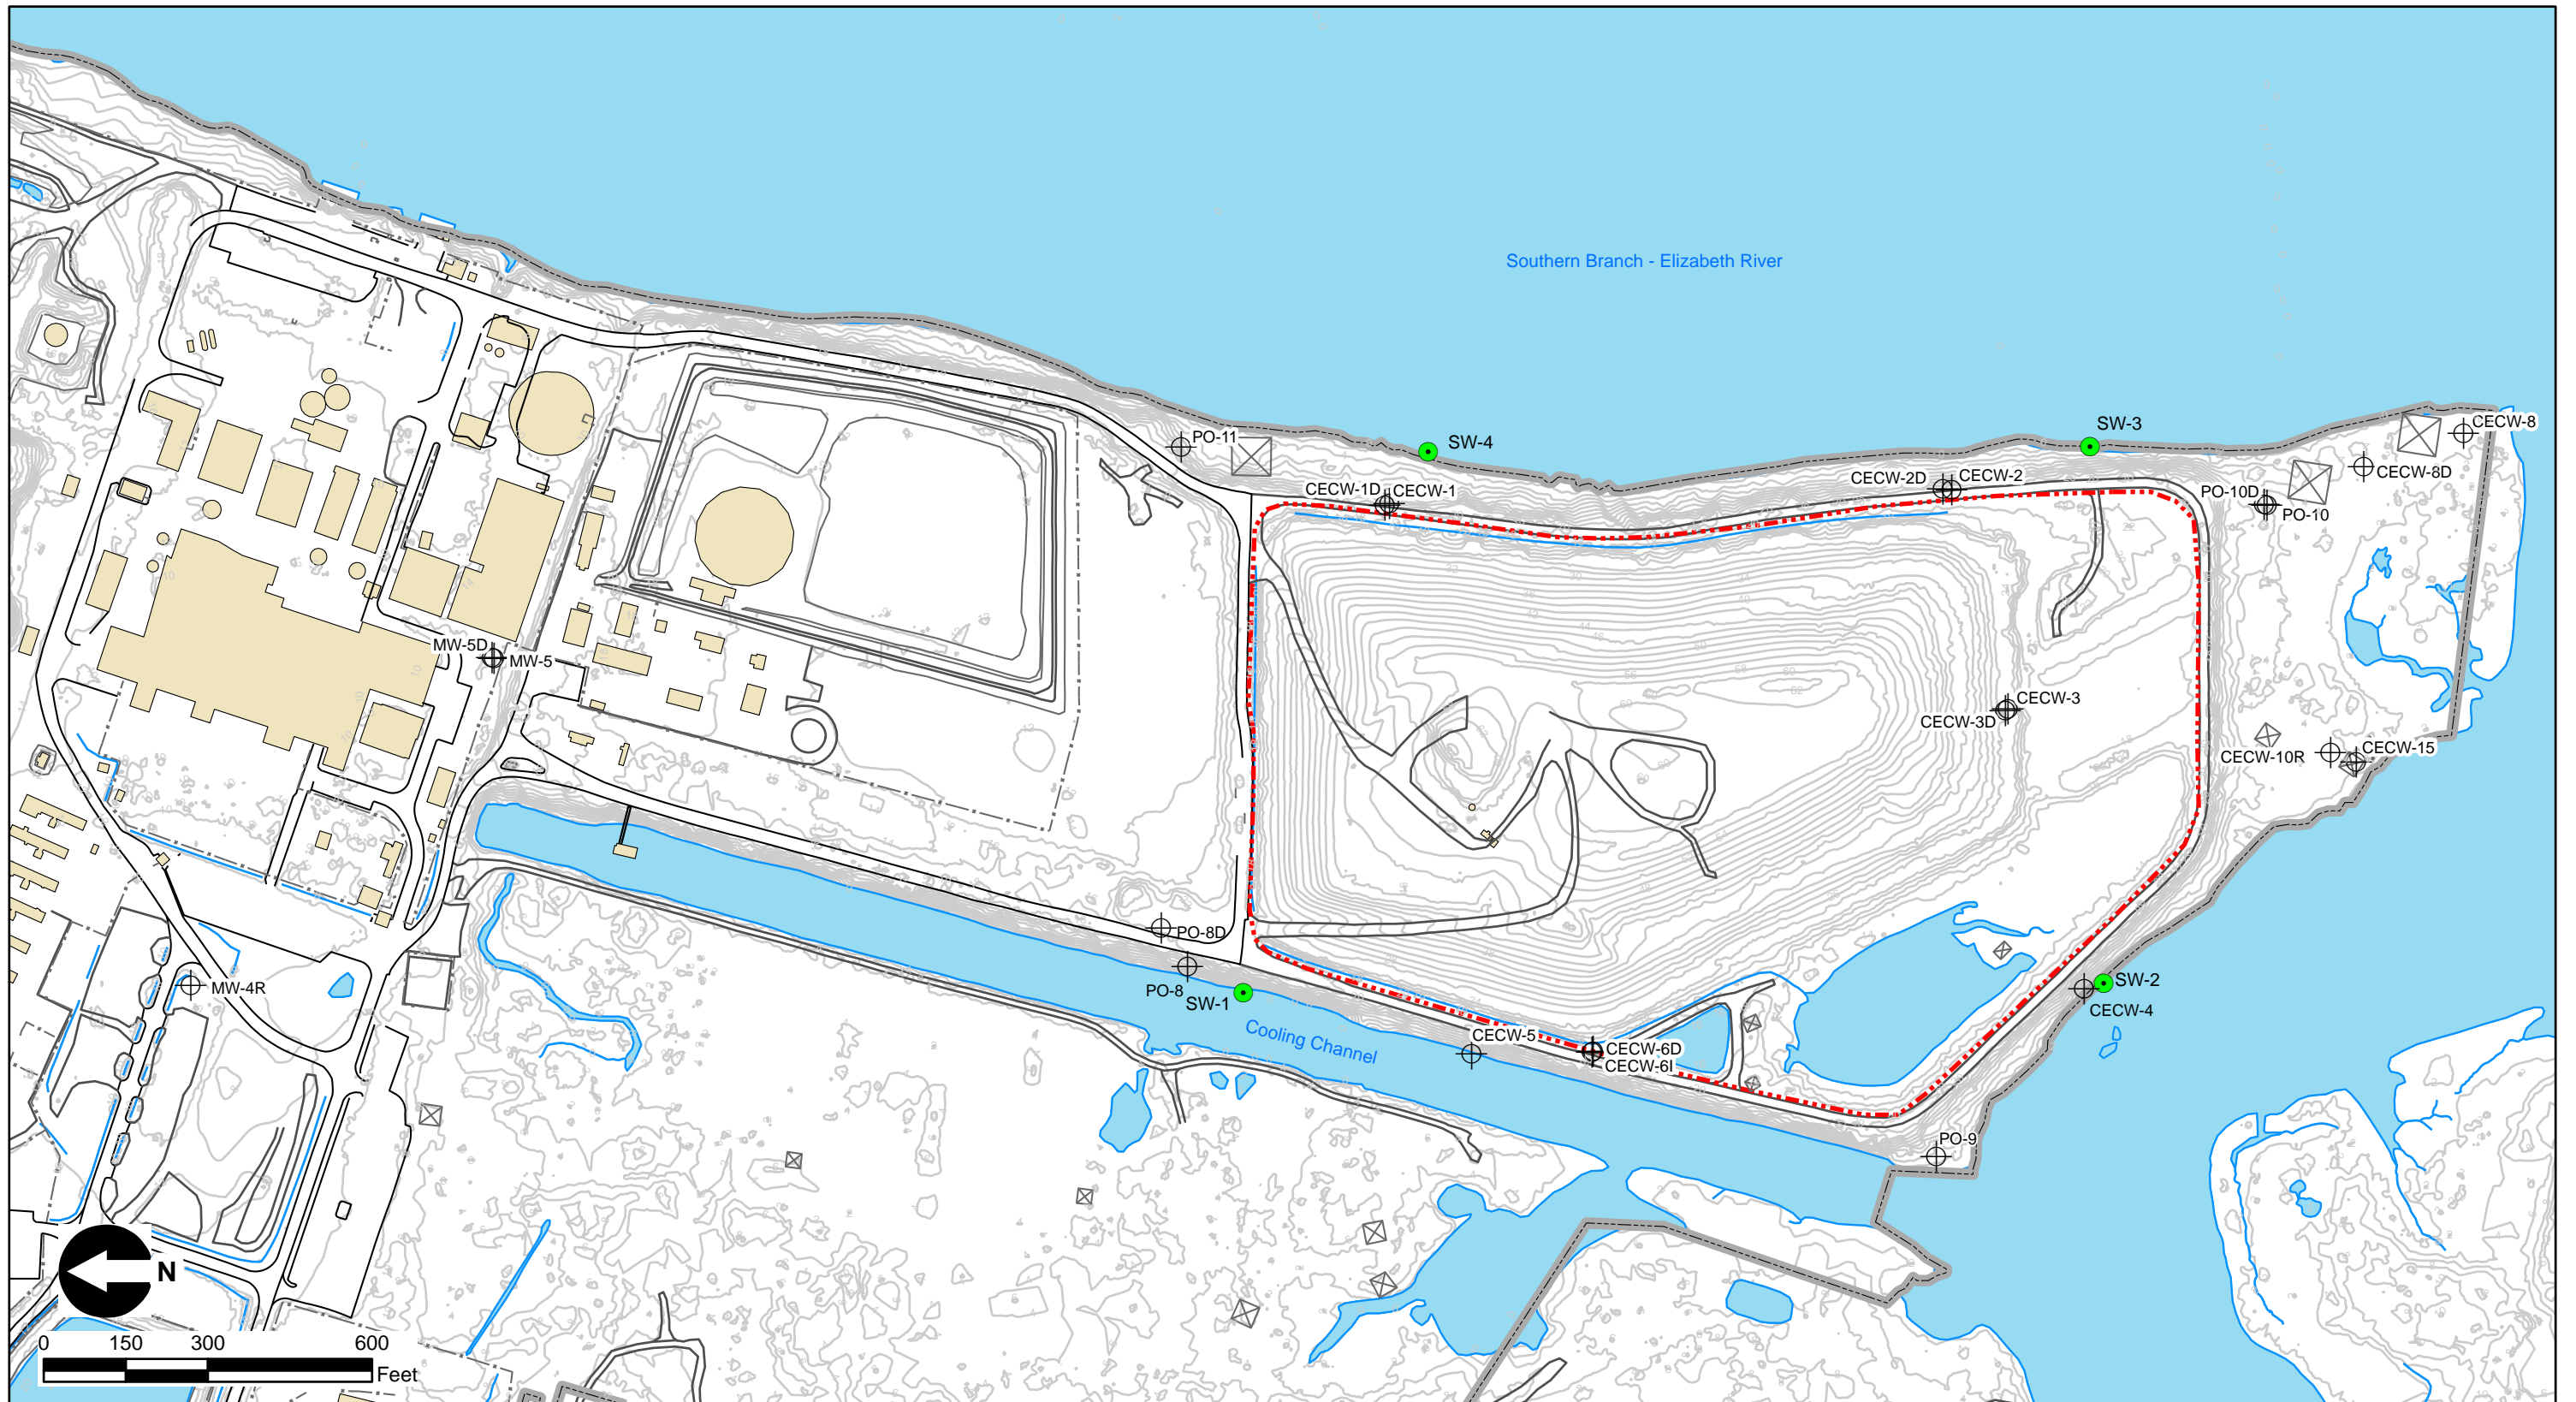 Southern Branch - Elizabeth River
SW-4
SW-3
CECW-8
PO-11
CECW-8D
CECW-1D
CECW-1
CECW-2D
CECW-2
PO-10D
PO-10
MW-5D
MW-5
CECW-3
CECW-3D
CECW-15
CECW-10R
PO-8D
MW-4R
PO-8
SW-1
SW-2
CECW-4
Cooling Channel
CECW-5
CECW-6D
CECW-6I
PO-9
N
0 150 300 600
Feet